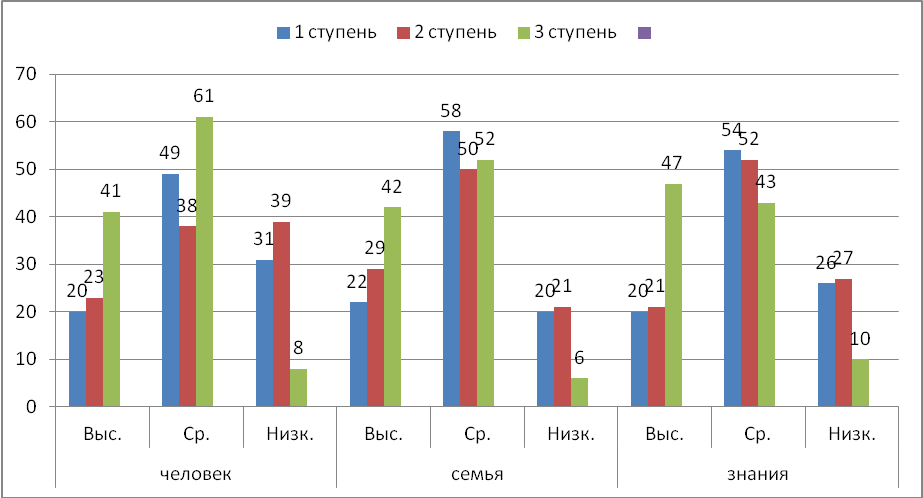 1 ступень 2 ступень 3 ступень
70
60
50
40
30
20
10
0
20 23 41 49 38 61 31 39 8 22 29 42 58 50 52 20 21 6 20 21 47 54 52 43 26 27 10
Выс. Ср. Низк. Выс. Ср. Низк. Выс. Ср. Низк.
человек семья знания